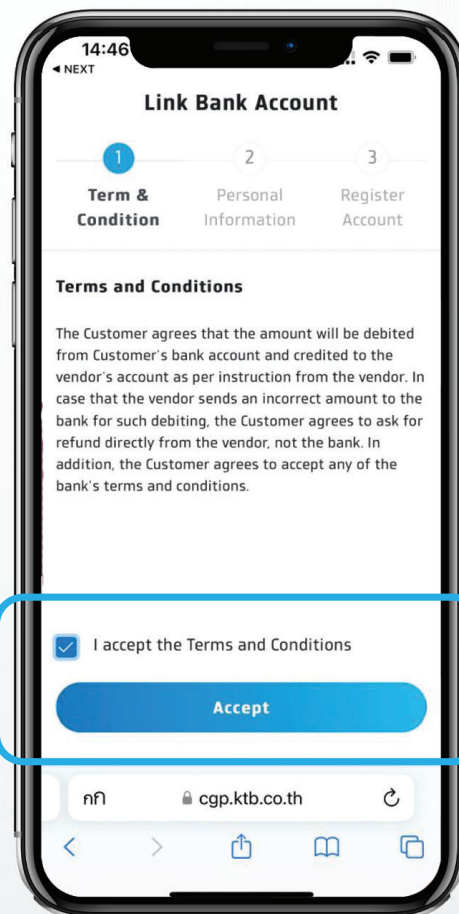 14:46
◀ NEXT
Link Bank Account
1 2 3
Term & Personal Register
Condition Information Account
Terms and Conditions
The Customer agrees that the amount will be debited
from Customer's bank account and credited to the
vendor's account as per instruction from the vendor. In
case that the vendor sends an incorrect amount to the
bank for such debiting, the Customer agrees to ask for
refund directly from the vendor, not the bank. In
addition, the Customer agrees to accept any of the
bank's terms and conditions.
I accept the Terms and Conditions
Accept
กคำ cgp.ktb.co.th